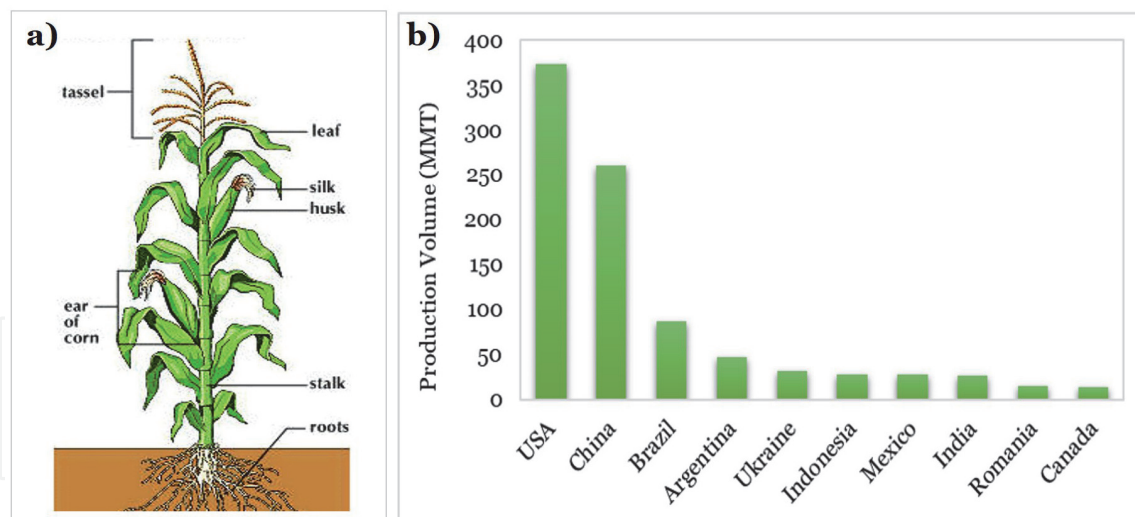 a)
tassel
leaf
silk
husk
ear
of
corn
stalk
roots
b)
Production Volume (MMT)
400
350
300
250
200
150
100
50
0
USA
China
Brazil
Argentina
Ukraine
Indonesia
Mexico
India
Romania
Canada